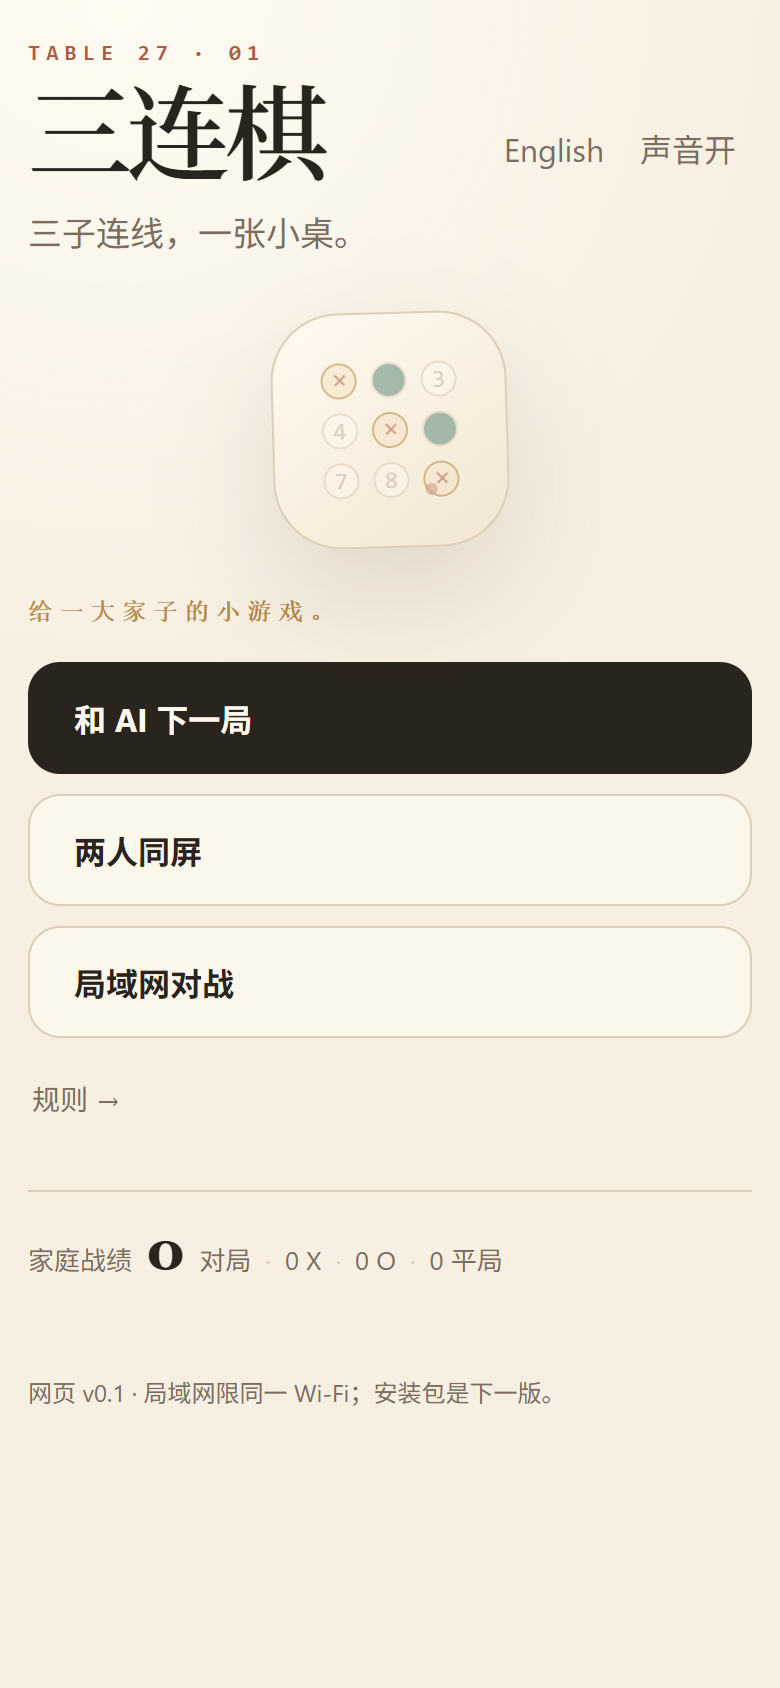 TABLE 27 · 01
三连棋
English 声音开
三子连线，一张小桌。
× 3
4 ×
7 8 ×
给一大家子的小游戏。
和 AI 下一局
两人同屏
局域网对战
规则 →
家庭战绩 0 对局 · 0 X · 0 O · 0 平局
网页 v0.1 · 局域网限同一 Wi-Fi；安装包是下一版。